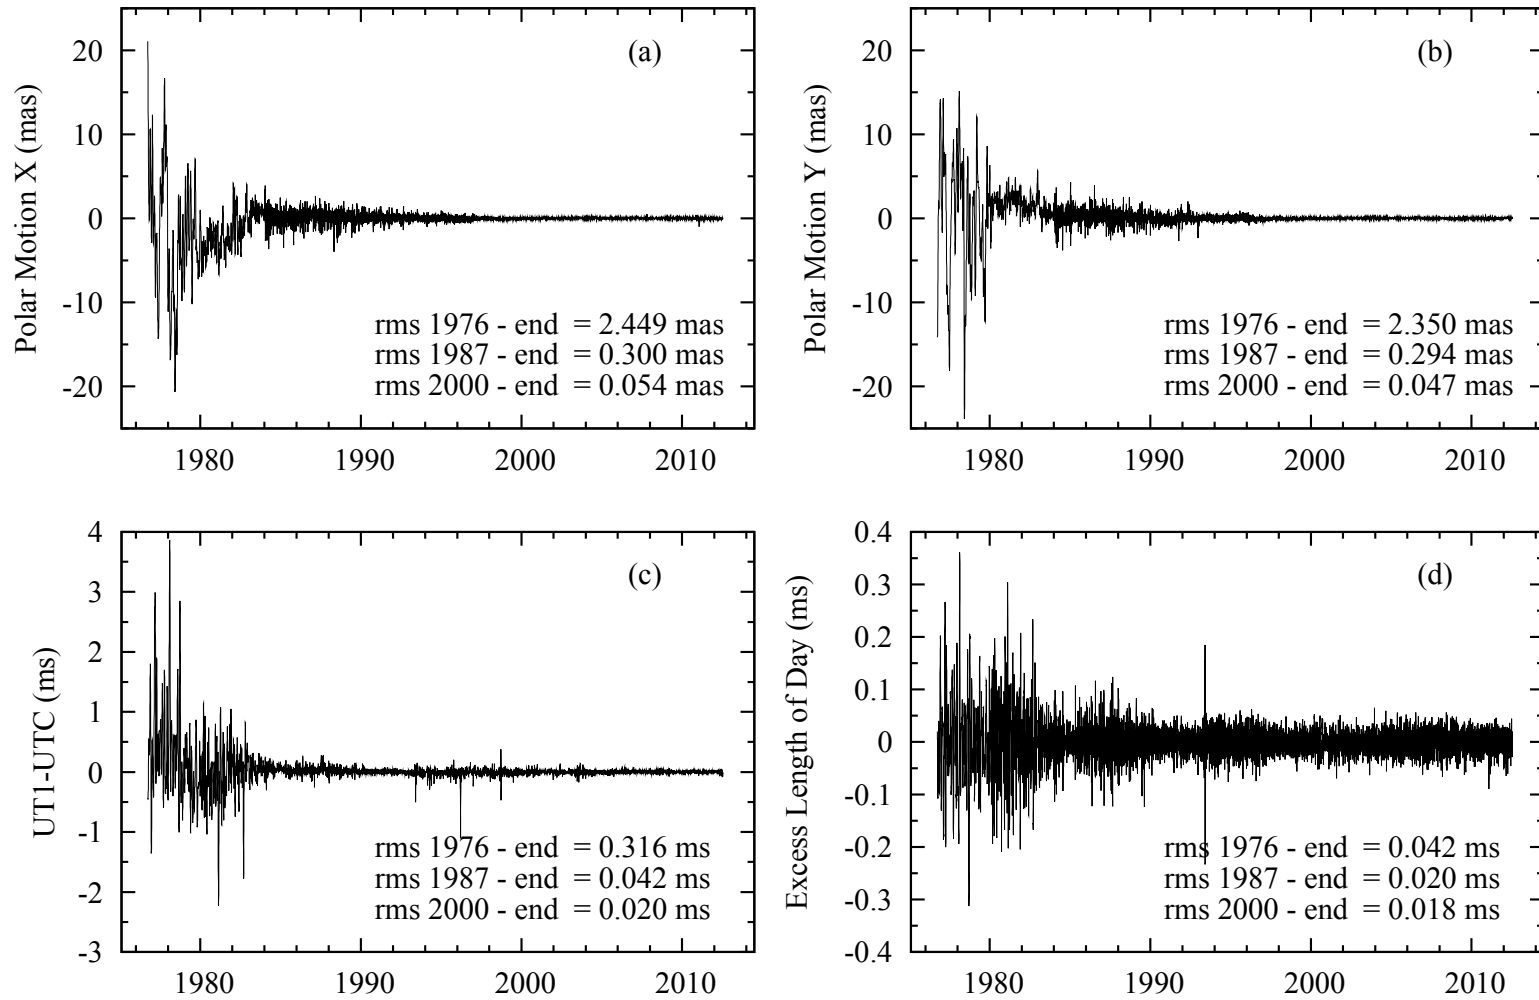 (a)
20
10
0
-10
-20
Polar Motion X (mas)
rms 1976 - end = 2.449 mas
rms 1987 - end = 0.300 mas
rms 2000 - end = 0.054 mas
1980 1990 2000 2010
(b)
20
10
0
-10
-20
Polar Motion Y (mas)
rms 1976 - end = 2.350 mas
rms 1987 - end = 0.294 mas
rms 2000 - end = 0.047 mas
1980 1990 2000 2010
(c)
4
3
2
1
0
-1
-2
-3
UT1-UTC (ms)
rms 1976 - end = 0.316 ms
rms 1987 - end = 0.042 ms
rms 2000 - end = 0.020 ms
1980 1990 2000 2010
(d)
0.4
0.3
0.2
0.1
0
-0.1
-0.2
-0.3
-0.4
Excess Length of Day (ms)
rms 1976 - end = 0.042 ms
rms 1987 - end = 0.020 ms
rms 2000 - end = 0.018 ms
1980 1990 2000 2010